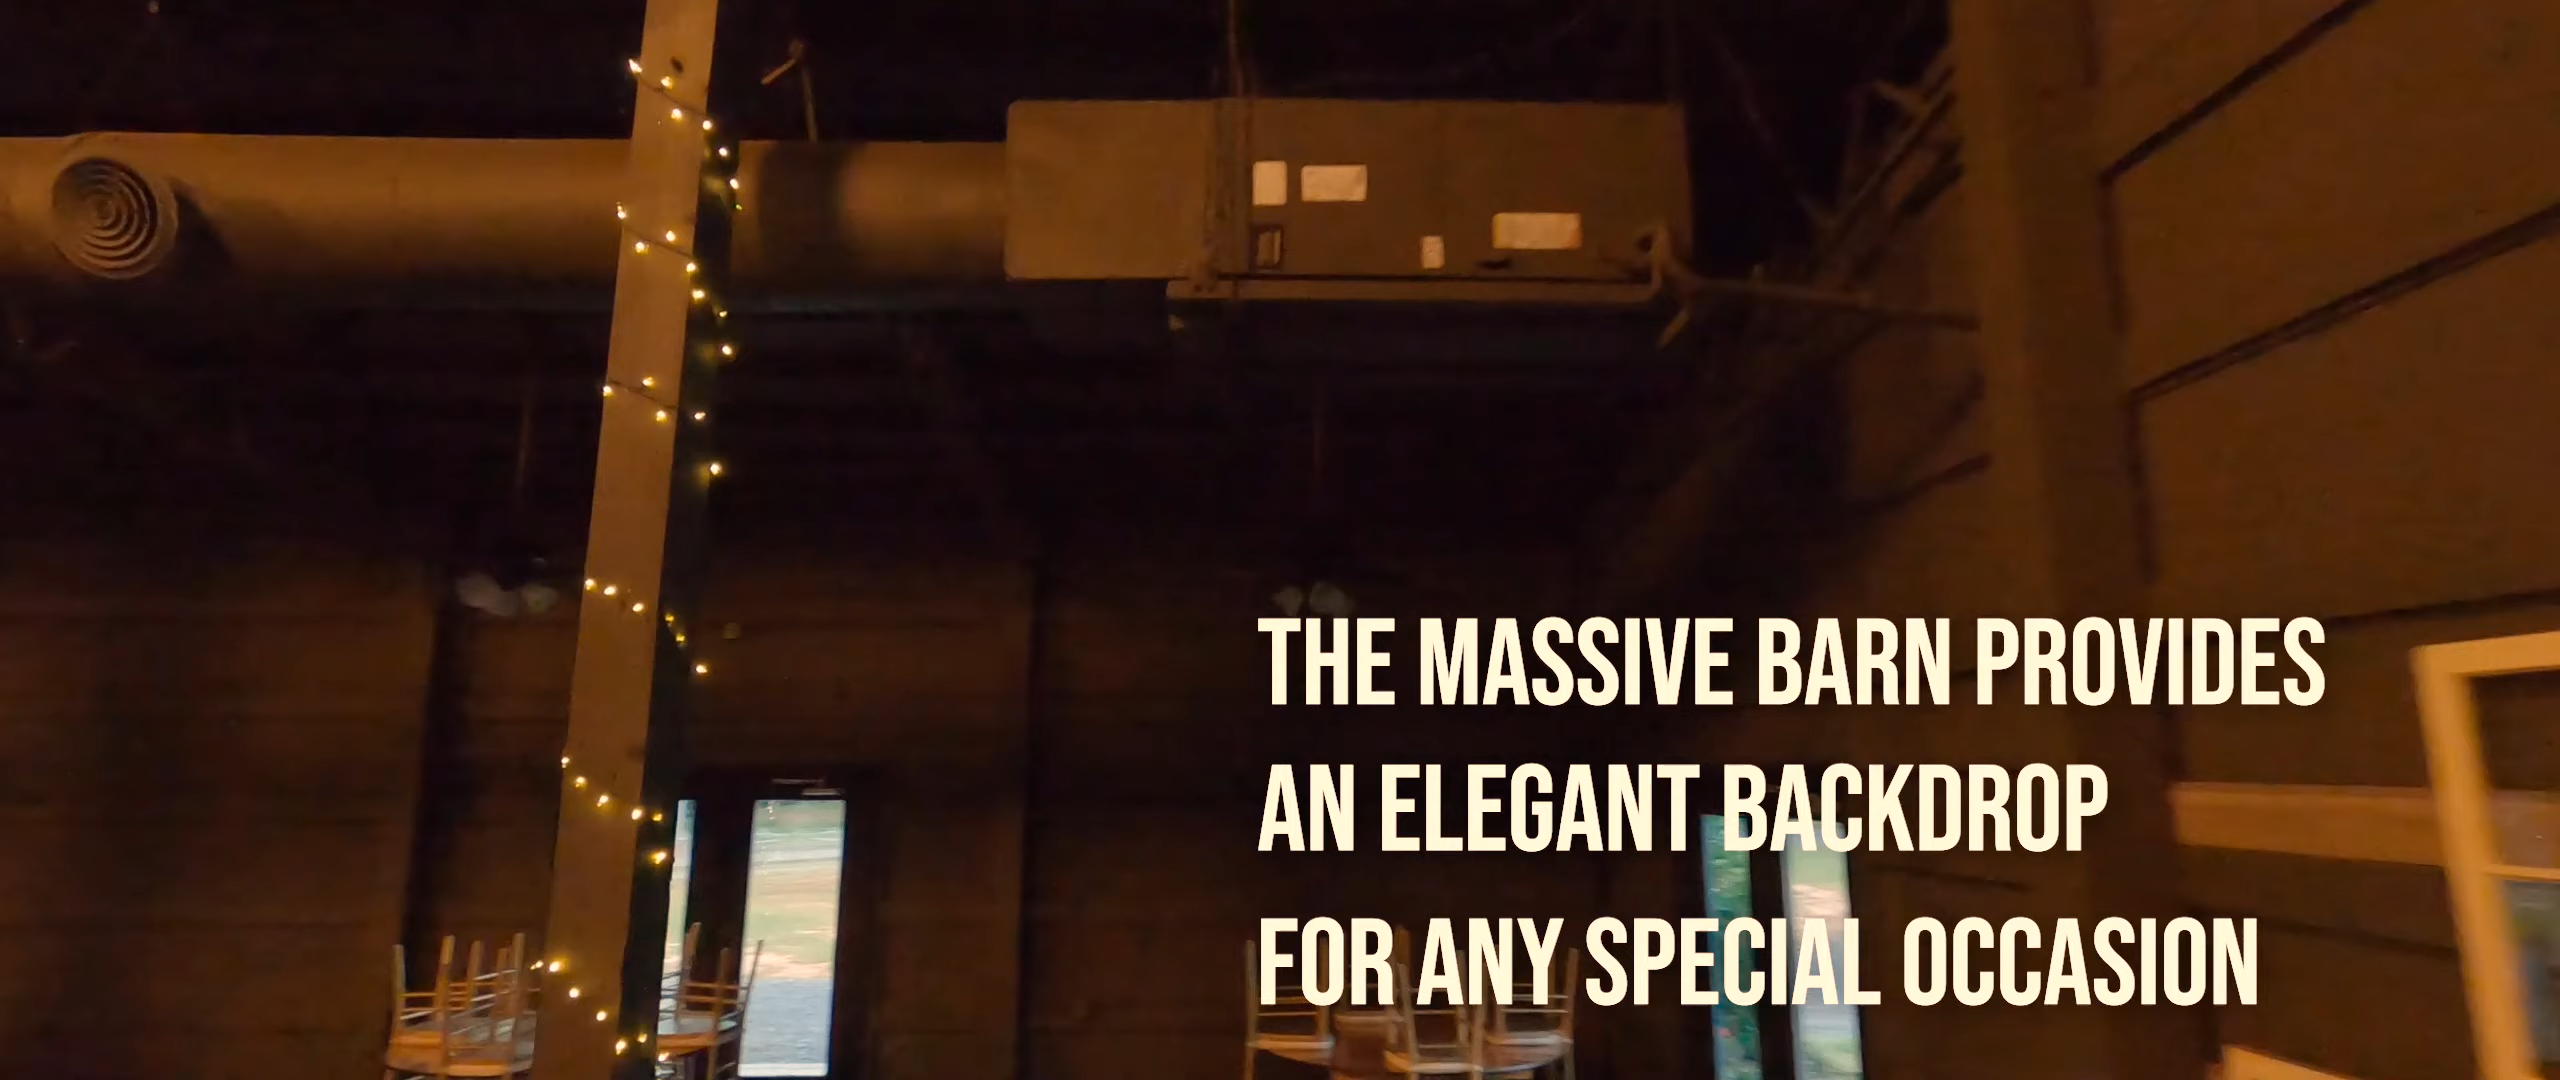 THE MASSIVE BARN PROVIDES
AN ELEGANT BACKDROP
FOR ANY SPECIAL OCCASION